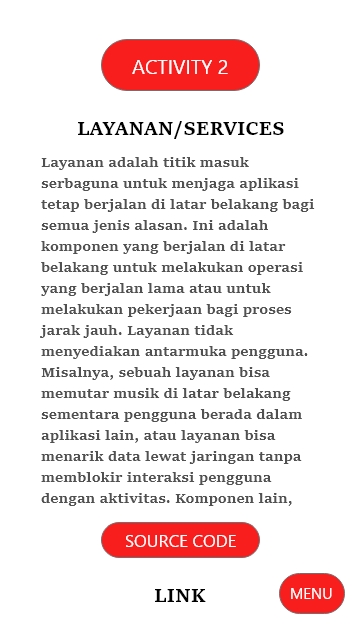 ACTIVITY 2
LAYANAN/SERVICES
Layanan adalah titik masuk
serbaguna untuk menjaga aplikasi
tetap berjalan di latar belakang bagi
semua jenis alasan. Ini adalah
komponen yang berjalan di latar
belakang untuk melakukan operasi
yang berjalan lama atau untuk
melakukan pekerjaan bagi proses
jarak jauh. Layanan tidak
menyediakan antarmuka pengguna.
Misalnya, sebuah layanan bisa
memutar musik di latar belakang
sementara pengguna berada dalam
aplikasi lain, atau layanan bisa
menarik data lewat jaringan tanpa
memblokir interaksi pengguna
dengan aktivitas. Komponen lain,
SOURCE CODE
LINK
MENU